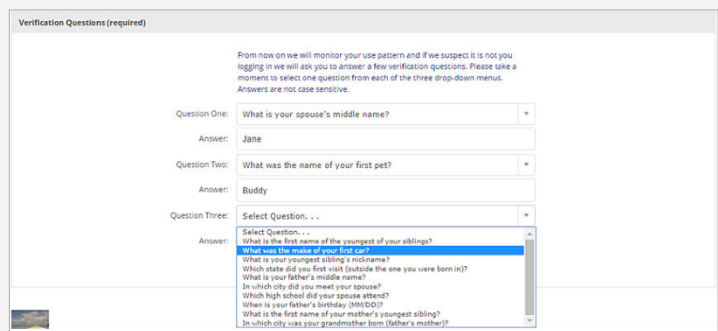 Verification Questions (required)
From now on we will monitor your use pattern and if we suspect it is not you
logging in we will ask you to answer a few verification questions. Please take a
moment to select one question from each of the three drop-down menus.
Answers are not case sensitive.
Question One: What is your spouse's middle name?
Answer: Jane
Question Two: What was the name of your first pet?
Answer: Buddy
Question Three: Select Question. . .
Answer:
Select Question. . .
What is the first name of the youngest of your siblings?
What was the make of your first car?
What is your youngest sibling's nickname?
Which state did you first visit (outside the one you were born in)?
What is your father's middle name?
In which city did you meet your spouse?
Which high school did your spouse attend?
When is your father's birthday (MM/DD)?
What is the first name of your mother's youngest sibling?
In which city was your grandmother born (father's mother)?